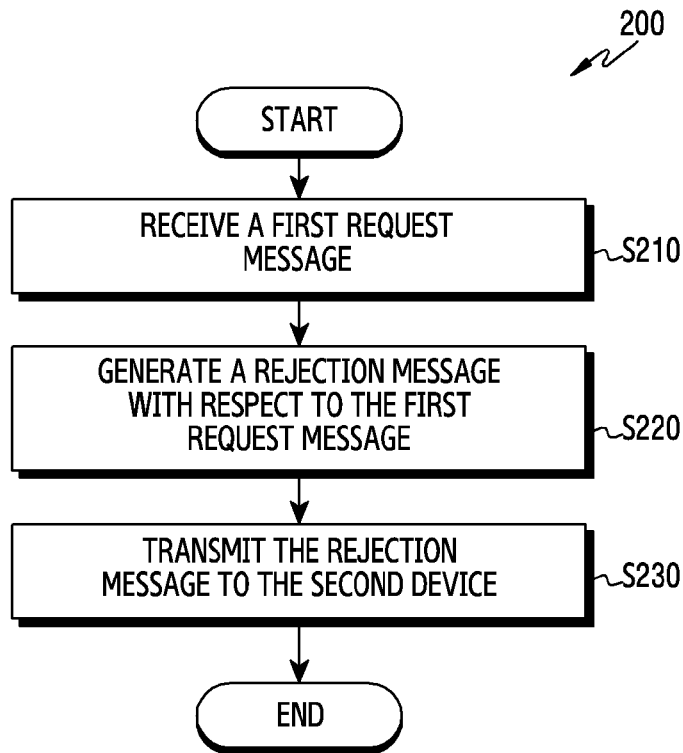 200
START
RECEIVE A FIRST REQUEST
MESSAGE
S210
GENERATE A REJECTION MESSAGE
WITH RESPECT TO THE FIRST
REQUEST MESSAGE
S220
TRANSMIT THE REJECTION
MESSAGE TO THE SECOND DEVICE
S230
END